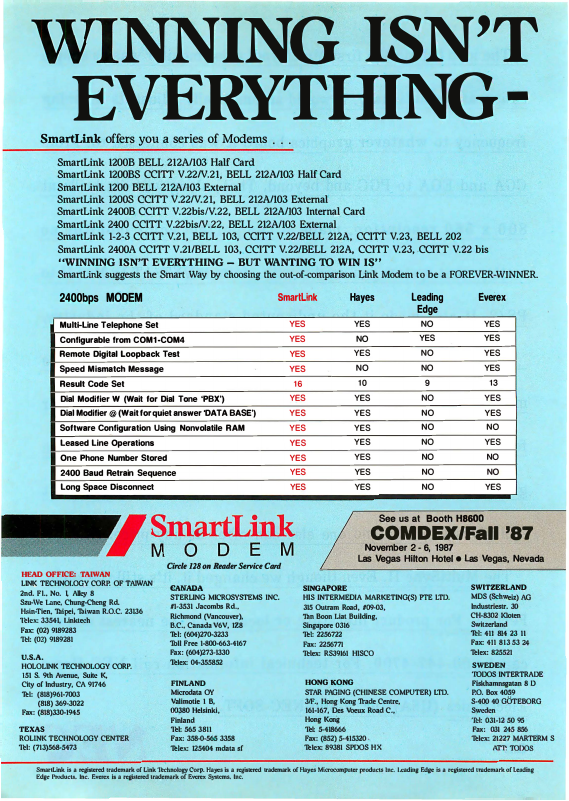 WINNING ISN'T
EVERYTHING-
SmartLink offers you a series of Modems . . .
SmartLink 1200B BELL 212A/103 Half Card
SmartLink 1200BS CCITT V.22/V.21, BELL 212A/103 Half Card
SmartLink 1200 BELL 212A/103 External
SmartLink 1200S CCITT V.22/V.21, BELL 212A/103 External
SmartLink 2400B CCITT V.22bis/V.22, BELL 212A/103 Internal Card
SmartLink 2400 CCITT V.22bis/V.22, BELL 212A/103 External
SmartLink 1-2-3 CCITT V.21, BELL 103, CCITT V.22/BELL 212A, CCITT V.23, BELL 202
SmartLink 2400A CCITT V.21/BELL 103, CCITT V.22/BELL 212A, CCITT V.23, CCITT V.22 bis
"WINNING ISN'T EVERYTHING – BUT WANTING TO WIN IS"
SmartLink suggests the Smart Way by choosing the out-of-comparison Link Modem to be a FOREVER-WINNER.
2400bps MODEM SmartLink Hayes Leading Edge Everex
Multi-Line Telephone Set YES YES NO YES
Configurable from COM1-COM4 YES NO YES YES
Remote Digital Loopback Test YES YES NO YES
Speed Mismatch Message YES NO NO YES
Result Code Set 16 10 9 13
Dial Modifier W (Wait for Dial Tone 'PBX') YES YES NO YES
Dial Modifier @ (Wait for quiet answer 'DATA BASE') YES YES NO YES
Software Configuration Using Nonvolatile RAM YES YES NO NO
Leased Line Operations YES YES NO YES
One Phone Number Stored YES YES NO NO
2400 Baud Retrain Sequence YES YES NO NO
Long Space Disconnect YES YES NO YES
SmartLink
MODEM
Circle 128 on Reader Service Card
See us at Booth H8600
COMDEX/Fall '87
November 2 - 6, 1987
Las Vegas Hilton Hotel ● Las Vegas, Nevada
HEAD OFFICE: TAIWAN
LINK TECHNOLOGY CORP. OF TAIWAN
2nd. FL., No. 1, Alley 8
Szu-We Lane, Chung-Cheng Rd.
Hsin-Tien, Taipei, Taiwan R.O.C. 23136
Telex: 33541, Linktech
Fax: (02) 9189283
Tel: (02) 9189281
U.S.A.
HOLOLINK TECHNOLOGY CORP.
151 S. 9th Avenue, Suite K,
City of Industry, CA 91746
Tel: (818)961-7003
(818) 369-3022
Fax: (818)330-1945
TEXAS
ROLINK TECHNOLOGY CENTER
Tel: (713)568-5473
CANADA
STERLING MICROSYSTEMS INC.
#1-3531 Jacombs Rd.,
Richmond (Vancouver),
B.C., Canada V6V, 1Z8
Tel: (604)270-3233
Toll Free 1-800-663-4167
Fax: (604)273-1330
Telex: 04-355852
FINLAND
Microdata OY
Valimotie 1 B,
00380 Helsinki,
Finland
Tel: 565 3811
Fax: 358-0-565 3358
Telex: 125404 mdata sf
SINGAPORE
HIS INTERMEDIA MARKETING(S) PTE LTD.
315 Outram Road, #09-03,
Tan Boon Liat Building,
Singapore 0316
Tel: 2256722
Fax: 2256771
Telex: RS39161 HISCO
HONG KONG
STAR PAGING (CHINESE COMPUTER) LTD.
3/F., Hong Kong Trade Centre,
161-167, Des Voeux Road C.,
Hong Kong
Tel: 5-418666
Fax: (852) 5-415320
Telex: 89381 SPDOS HX
SWITZERLAND
MDS (Schweiz) AG
Industriestr. 30
CH-8302 Kloten
Switzerland
Tel: 411 814 23 11
Fax: 411 813 53 24
Telex: 825521
SWEDEN
TODOS INTERTRADE
Fiskhamnsgatan 8 D
P.O. Box 4059
S-400 40 GÖTEBORG
Sweden
Tel: 031-12 50 95
Fax: 031 245 856
Telex: 21227 MARTERM S
ATT: TODOS
SmartLink is a registered trademark of Link Technology Corp. Hayes is a registered trademark of Hayes Microcomputer products Inc. Leading Edge is a registered trademark of Leading
Edge Products, Inc. Everex is a registered trademark of Everex Systems, Inc.